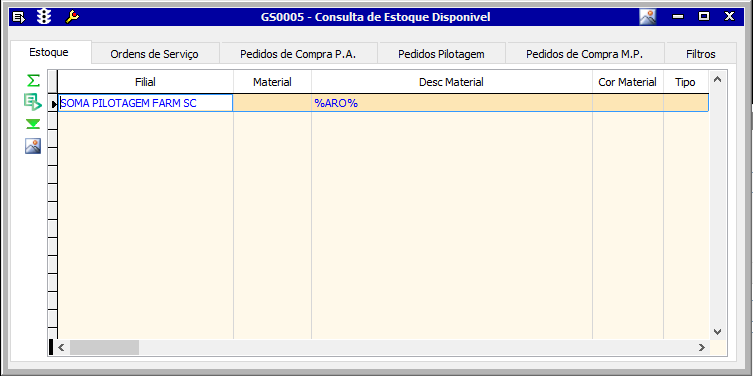 GS0005 - Consulta de Estoque Disponivel
Estoque Ordens de Serviço Pedidos de Compra P.A. Pedidos Pilotagem Pedidos de Compra M.P. Filtros
Filial Material Desc Material Cor Material Tipo
SOMA PILOTAGEM FARM SC %ARO%